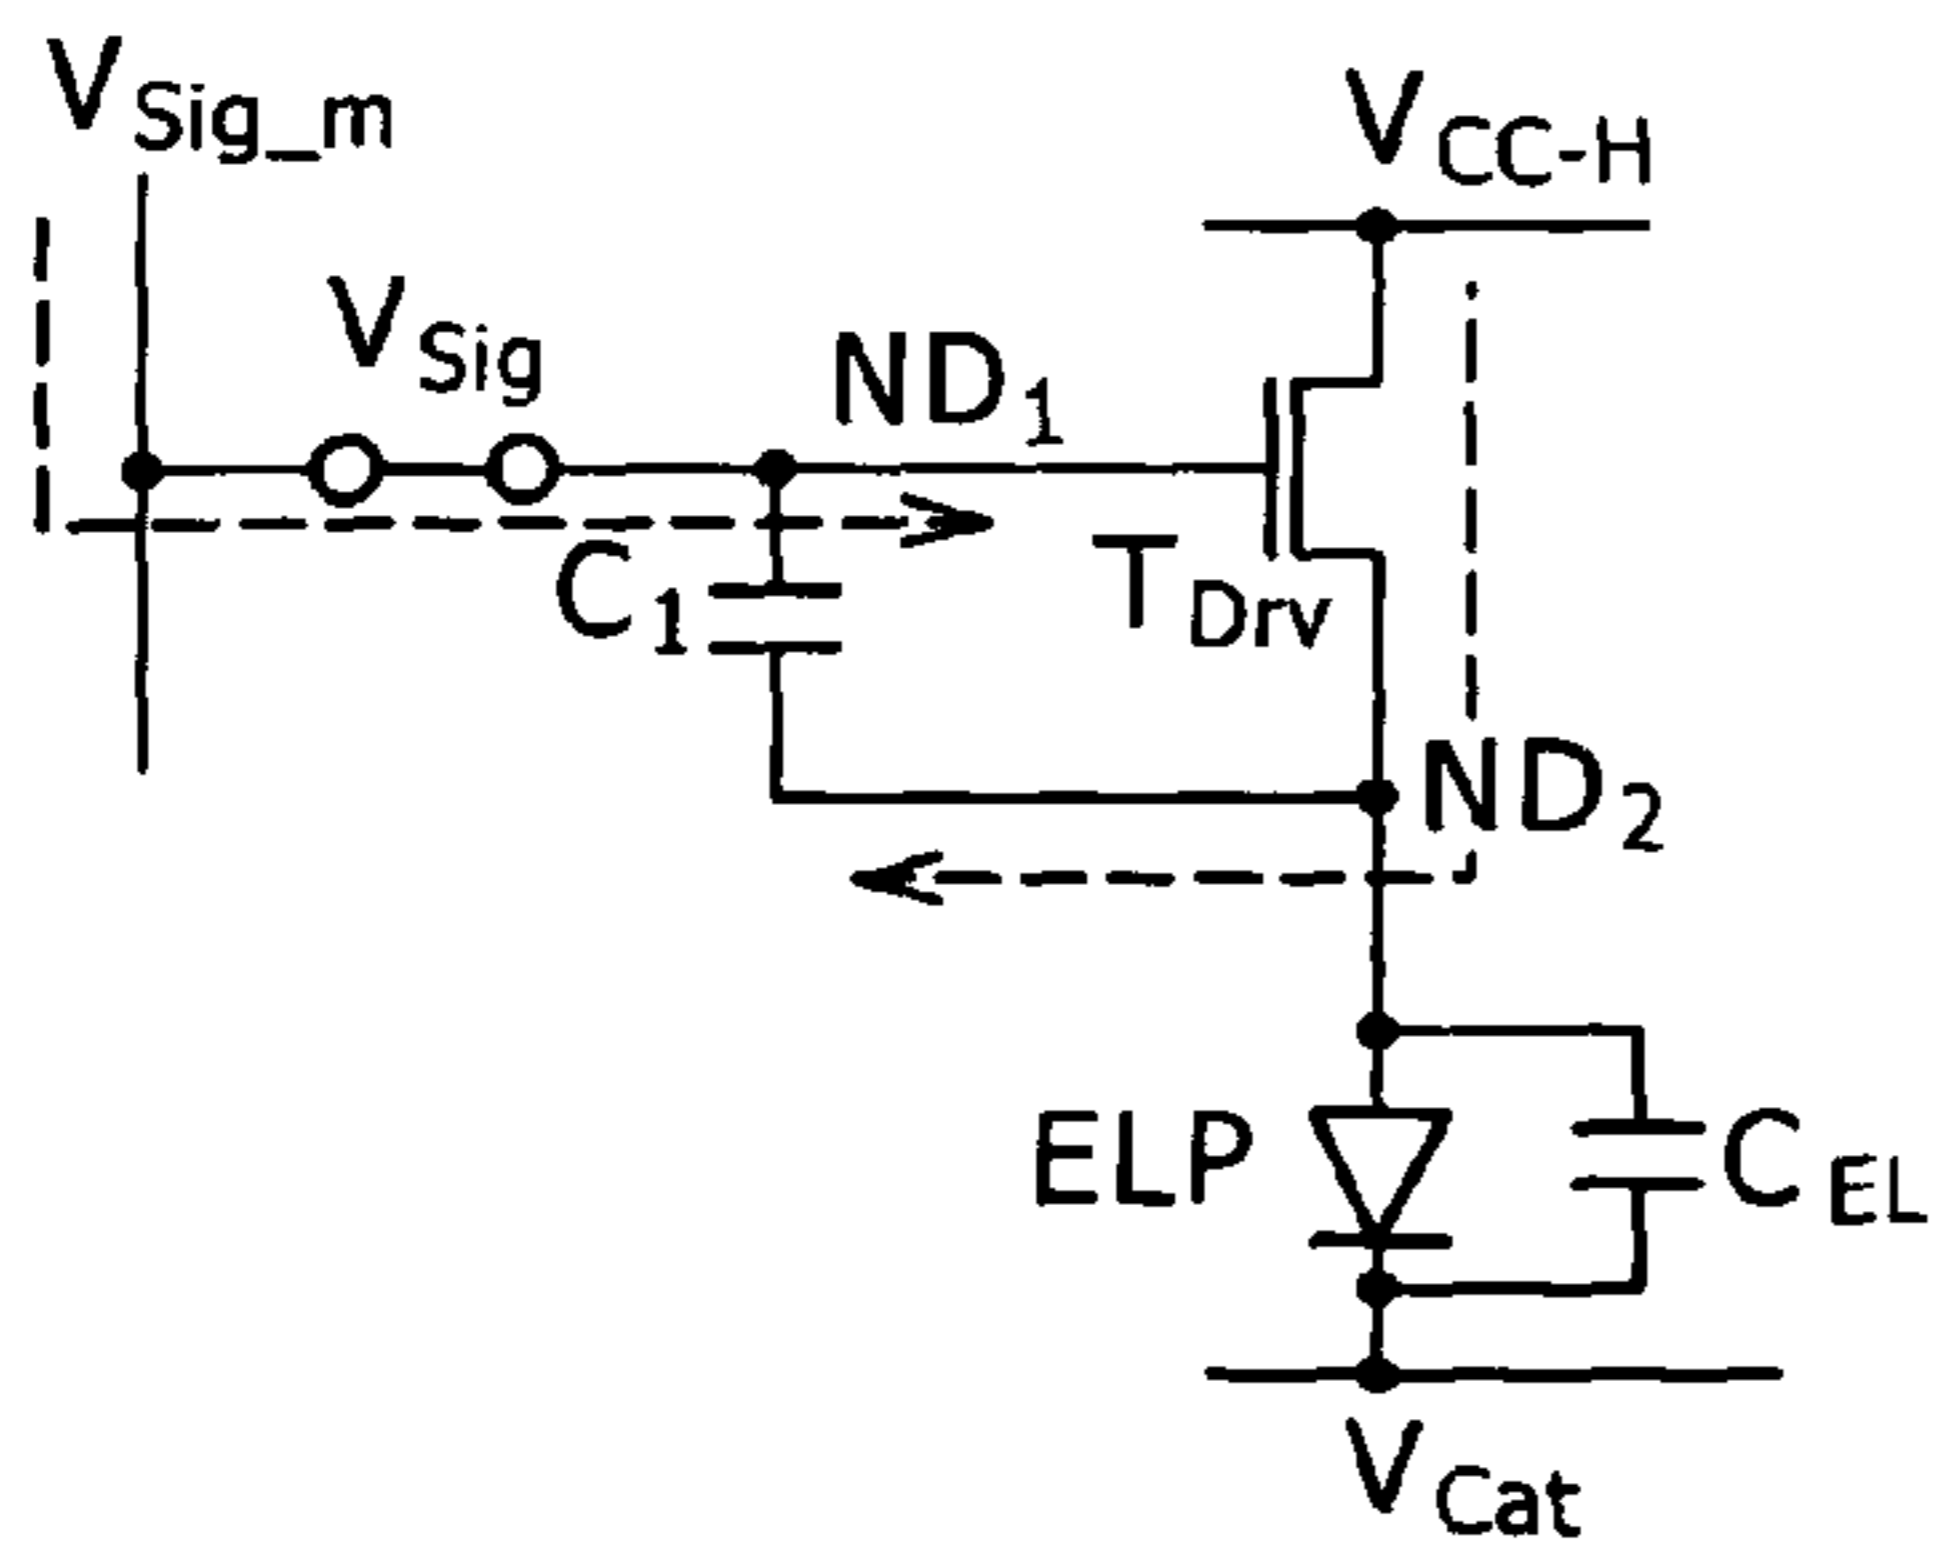 V_Sig_m
V_CC-H
V_Sig
ND_1
C_1
T_Drv
ND_2
ELP
C_EL
V_Cat